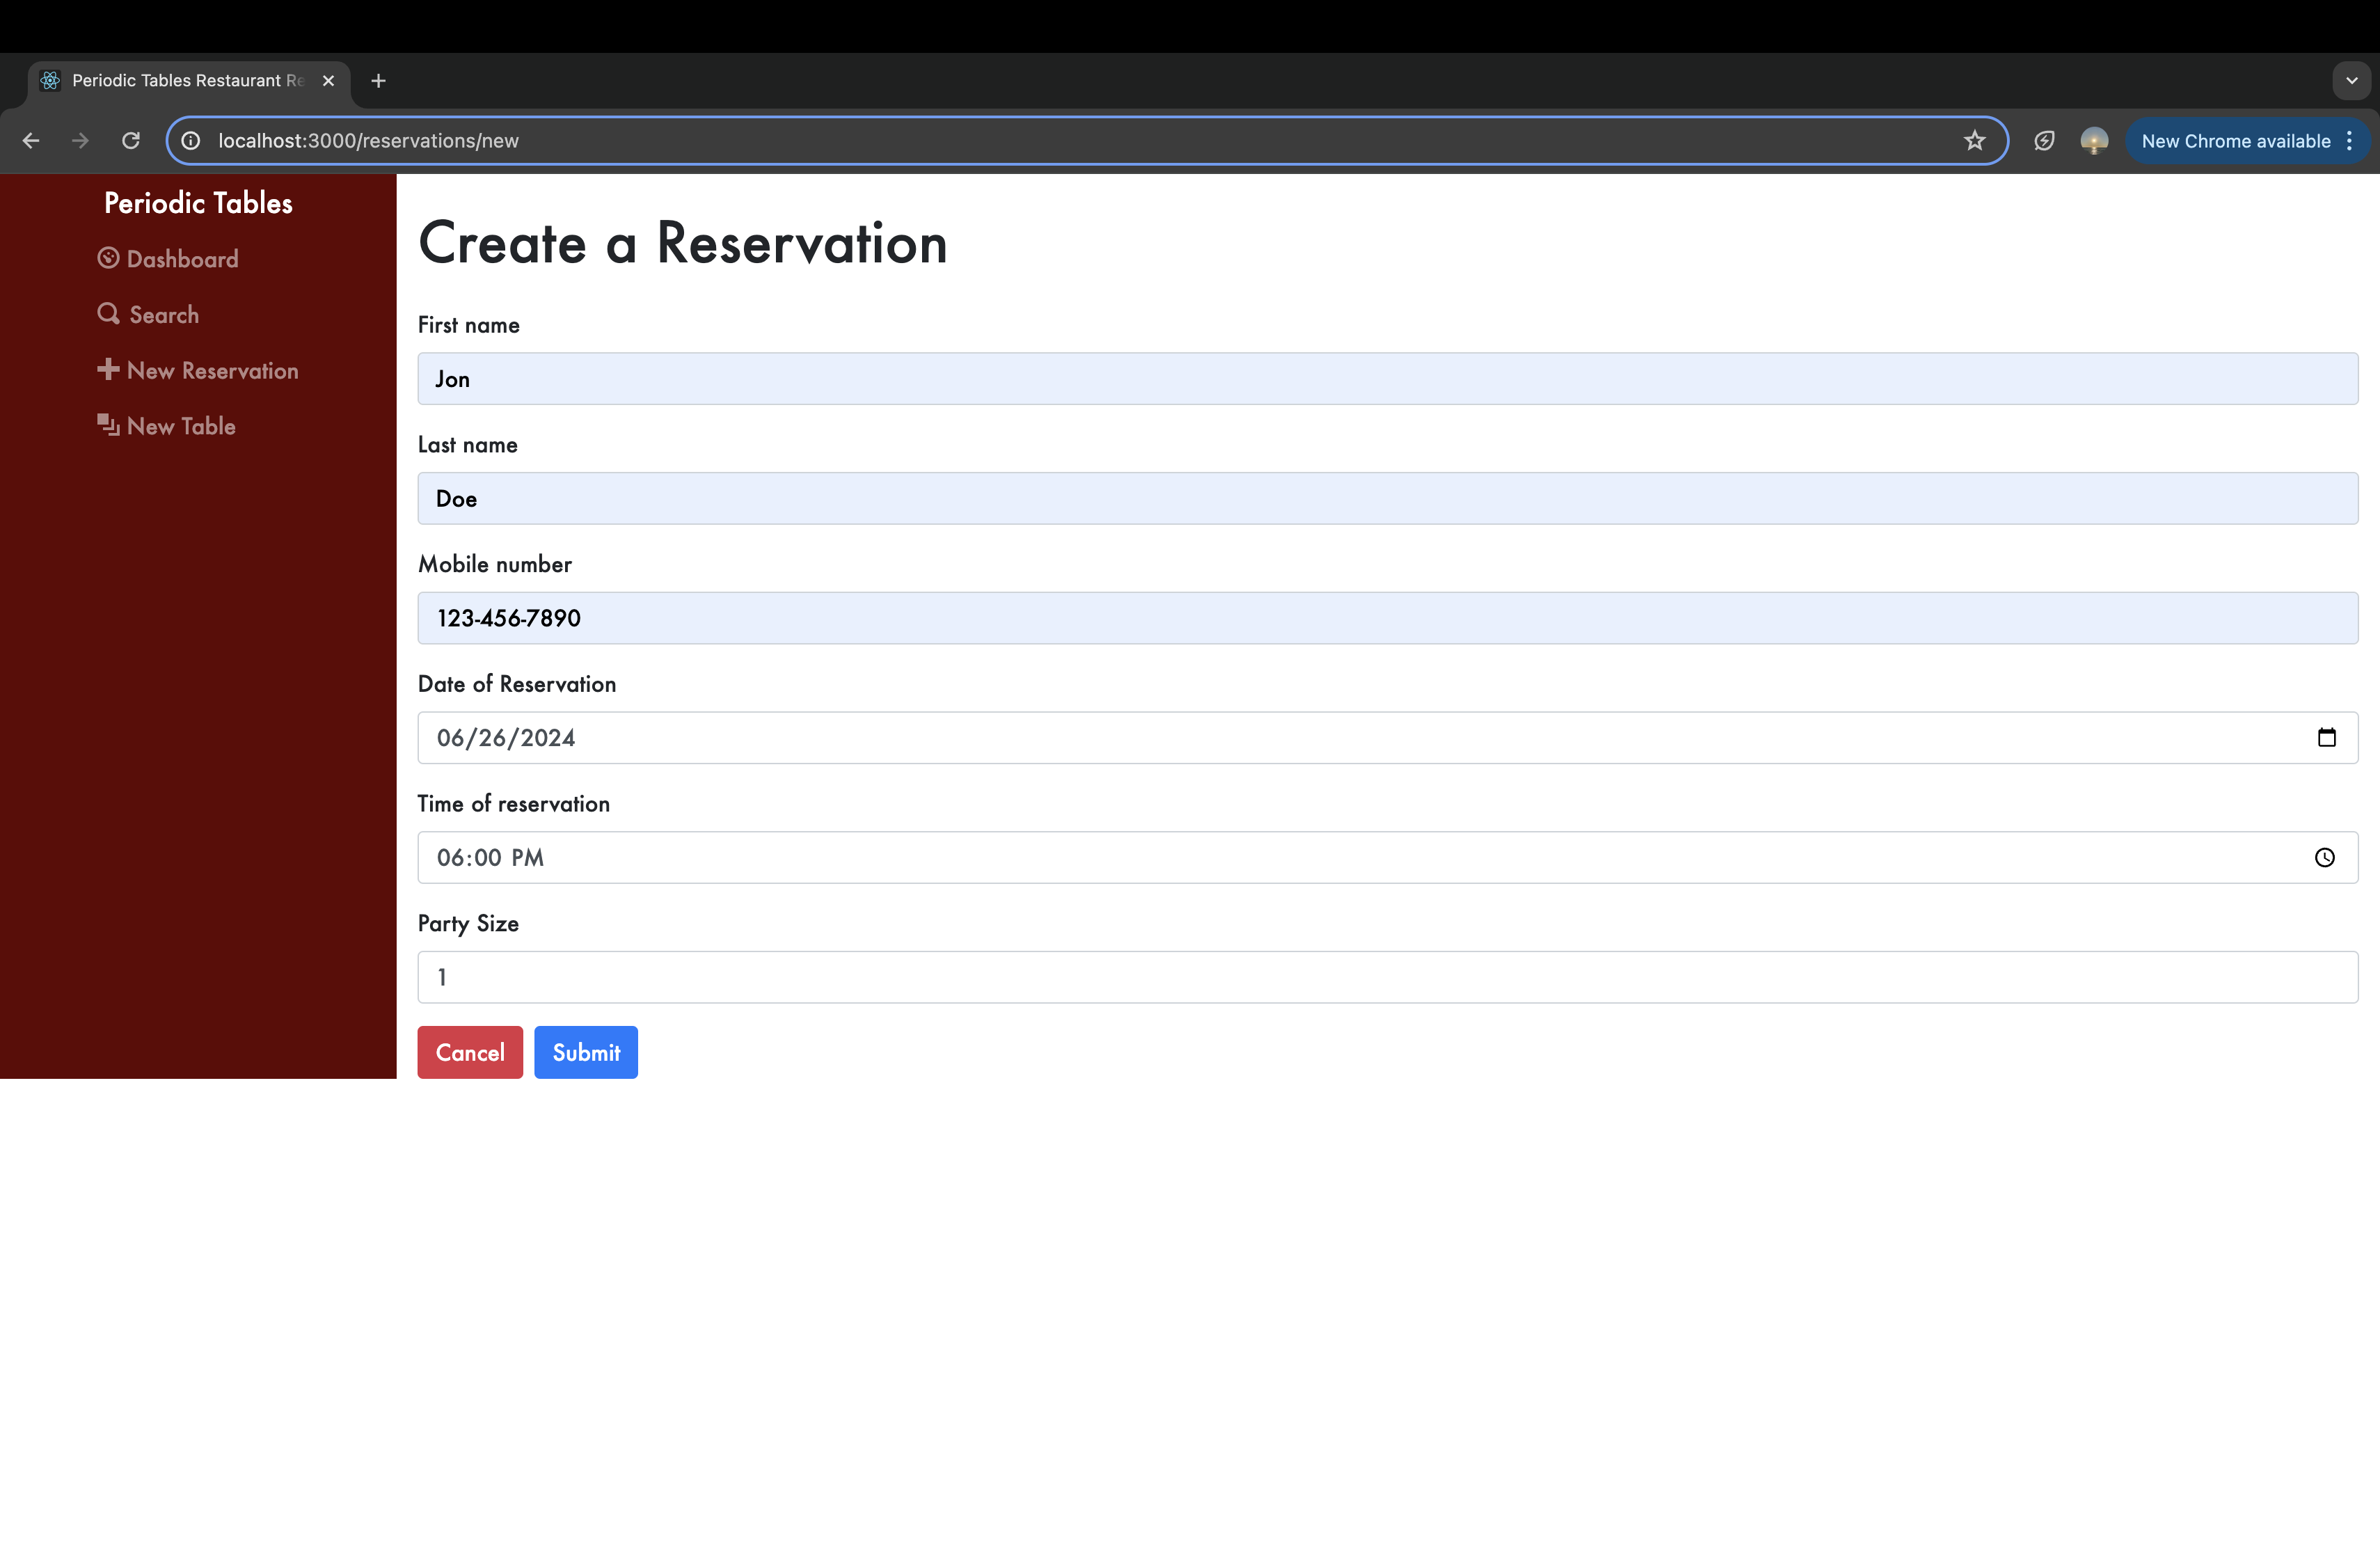 Periodic Tables Restaurant Re
localhost:3000/reservations/new
New Chrome available
Periodic Tables
Dashboard
Search
New Reservation
New Table
Create a Reservation
First name
Jon
Last name
Doe
Mobile number
123-456-7890
Date of Reservation
06/26/2024
Time of reservation
06:00 PM
Party Size
1
Cancel
Submit